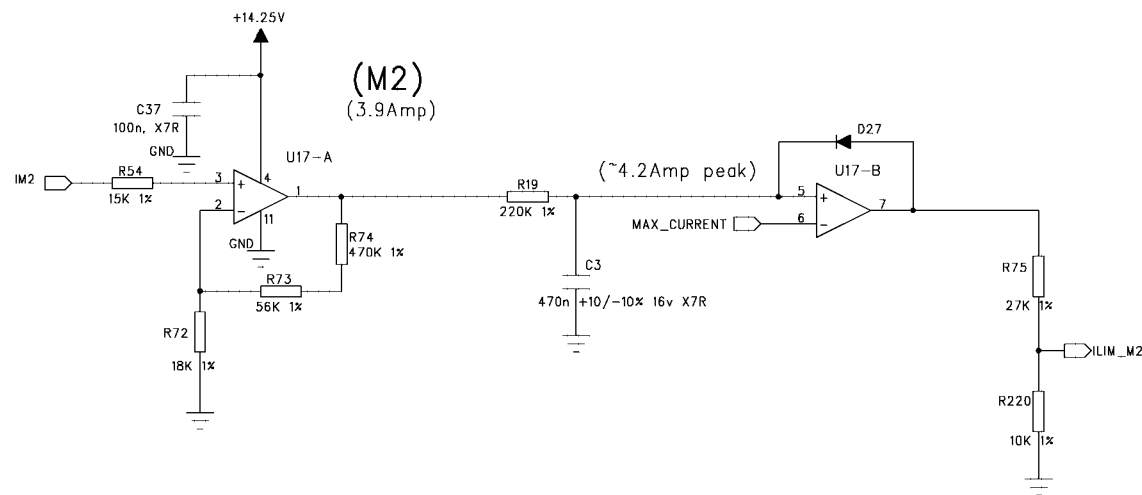 +14.25V
(M2)
(3.9Amp)
C37
100n, X7R
GND
U17-A
IM2
R54
15K 1%
3
+
4
1
2
-
11
GND
R74
470K 1%
R73
56K 1%
R72
18K 1%
R19
220K 1%
(~4.2Amp peak)
C3
470n +10/-10% 16v X7R
D27
U17-B
MAX_CURRENT
5
+
6
-
7
R75
27K 1%
ILIM_M2
R220
10K 1%